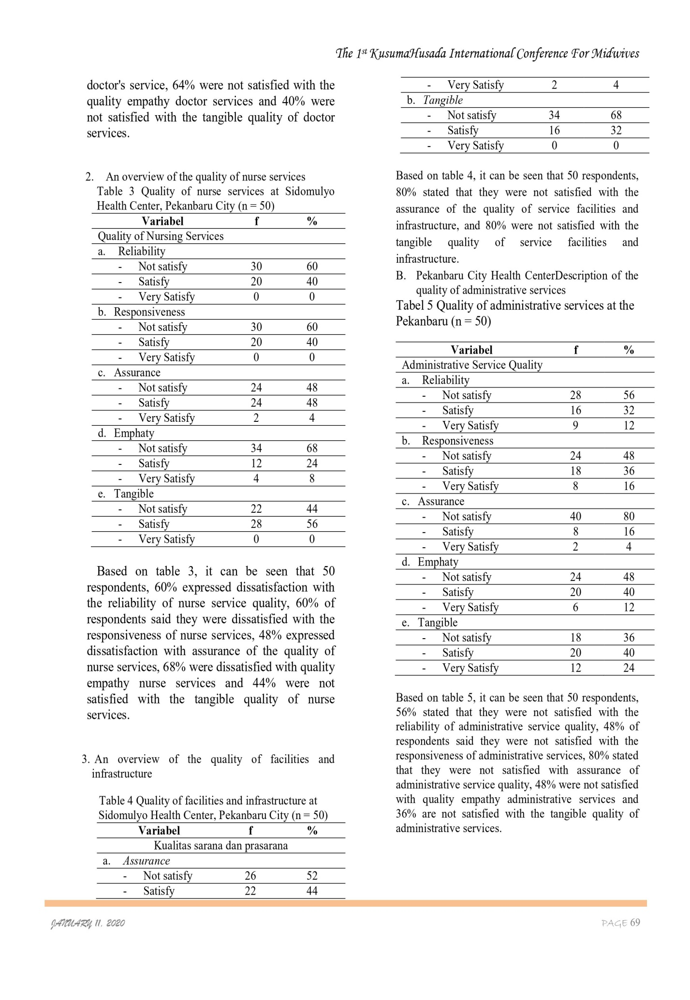 The 1st KusumaHusada International Conference For Midwives
doctor's service, 64% were not satisfied with the
quality empathy doctor services and 40% were
not satisfied with the tangible quality of doctor
services.
2. An overview of the quality of nurse services
Table 3 Quality of nurse services at Sidomulyo
Health Center, Pekanbaru City (n = 50)
Variabel f %
Quality of Nursing Services
a. Reliability
- Not satisfy 30 60
- Satisfy 20 40
- Very Satisfy 0 0
b. Responsiveness
- Not satisfy 30 60
- Satisfy 20 40
- Very Satisfy 0 0
c. Assurance
- Not satisfy 24 48
- Satisfy 24 48
- Very Satisfy 2 4
d. Emphaty
- Not satisfy 34 68
- Satisfy 12 24
- Very Satisfy 4 8
e. Tangible
- Not satisfy 22 44
- Satisfy 28 56
- Very Satisfy 0 0
Based on table 3, it can be seen that 50
respondents, 60% expressed dissatisfaction with
the reliability of nurse service quality, 60% of
respondents said they were dissatisfied with the
responsiveness of nurse services, 48% expressed
dissatisfaction with assurance of the quality of
nurse services, 68% were dissatisfied with quality
empathy nurse services and 44% were not
satisfied with the tangible quality of nurse
services.
3. An overview of the quality of facilities and
infrastructure
Table 4 Quality of facilities and infrastructure at
Sidomulyo Health Center, Pekanbaru City (n = 50)
Variabel f %
Kualitas sarana dan prasarana
a. Assurance
- Not satisfy 26 52
- Satisfy 22 44
- Very Satisfy 2 4
b. Tangible
- Not satisfy 34 68
- Satisfy 16 32
- Very Satisfy 0 0
Based on table 4, it can be seen that 50 respondents,
80% stated that they were not satisfied with the
assurance of the quality of service facilities and
infrastructure, and 80% were not satisfied with the
tangible quality of service facilities and
infrastructure.
B. Pekanbaru City Health CenterDescription of the
quality of administrative services
Tabel 5 Quality of administrative services at the
Pekanbaru (n = 50)
Variabel f %
Administrative Service Quality
a. Reliability
- Not satisfy 28 56
- Satisfy 16 32
- Very Satisfy 9 12
b. Responsiveness
- Not satisfy 24 48
- Satisfy 18 36
- Very Satisfy 8 16
c. Assurance
- Not satisfy 40 80
- Satisfy 8 16
- Very Satisfy 2 4
d. Emphaty
- Not satisfy 24 48
- Satisfy 20 40
- Very Satisfy 6 12
e. Tangible
- Not satisfy 18 36
- Satisfy 20 40
- Very Satisfy 12 24
Based on table 5, it can be seen that 50 respondents,
56% stated that they were not satisfied with the
reliability of administrative service quality, 48% of
respondents said they were not satisfied with the
responsiveness of administrative services, 80% stated
that they were not satisfied with assurance of
administrative service quality, 48% were not satisfied
with quality empathy administrative services and
36% are not satisfied with the tangible quality of
administrative services.
JANUARY 11, 2020
PAGE 69